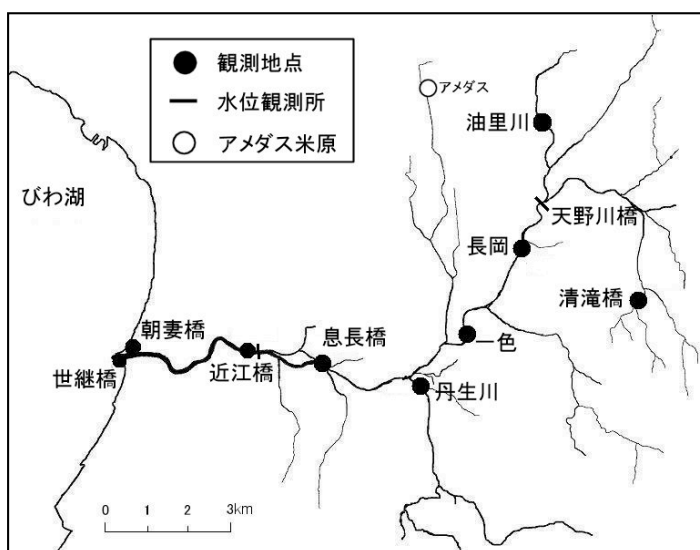 観測地点
水位観測所
アメダス米原
アメダス
油里川
びわ湖
天野川橋
長岡
清滝橋
朝妻橋
息長橋
一色
世継橋
近江橋
丹生川
0 1 2 3km